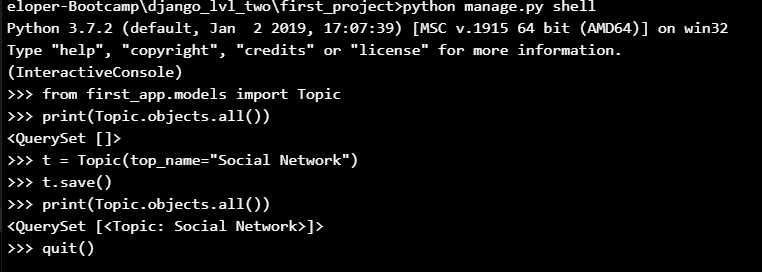 eloper-Bootcamp\django_lvl_two\first_project>python manage.py shell
Python 3.7.2 (default, Jan  2 2019, 17:07:39) [MSC v.1915 64 bit (AMD64)] on win32
Type "help", "copyright", "credits" or "license" for more information.
(InteractiveConsole)
>>> from first_app.models import Topic
>>> print(Topic.objects.all())
<QuerySet []>
>>> t = Topic(top_name="Social Network")
>>> t.save()
>>> print(Topic.objects.all())
<QuerySet [<Topic: Social Network>]>
>>> quit()